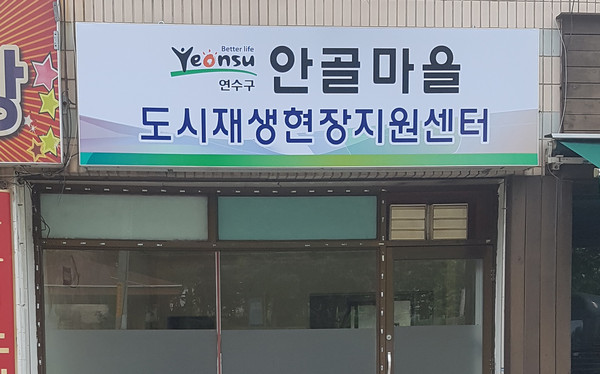 Better life
Yeonsu
연수구
안골마을
도시재생현장지원센터